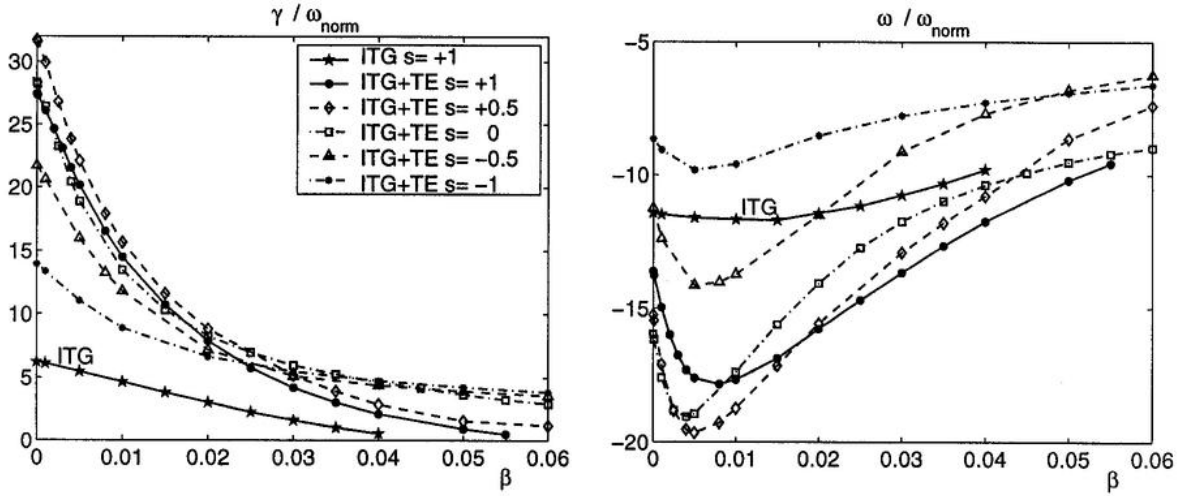 γ / ω_norm
30
25
20
15
10
5
0
ITG s= +1
ITG+TE s= +1
ITG+TE s= +0.5
ITG+TE s= 0
ITG+TE s= −0.5
ITG+TE s= −1
ITG
0 0.01 0.02 0.03 0.04 0.05 0.06
β
ω / ω_norm
−5
−10
−15
−20
ITG
0 0.01 0.02 0.03 0.04 0.05 0.06
β